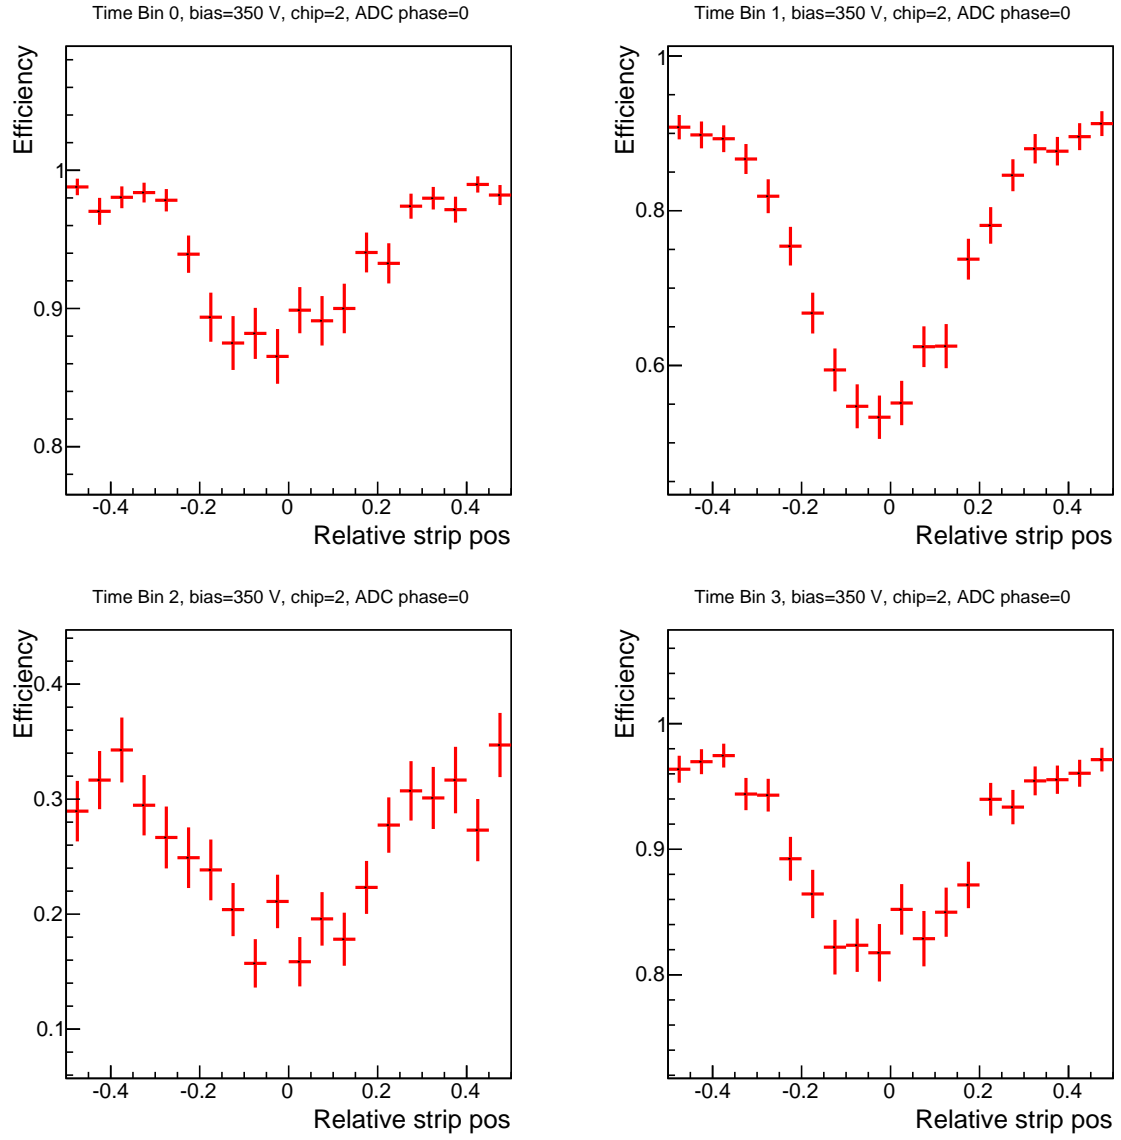 Time Bin 0, bias=350 V, chip=2, ADC phase=0
Efficiency
1
0.9
0.8
-0.4 -0.2 0 0.2 0.4
Relative strip pos
Time Bin 1, bias=350 V, chip=2, ADC phase=0
Efficiency
1
0.8
0.6
-0.4 -0.2 0 0.2 0.4
Relative strip pos
Time Bin 2, bias=350 V, chip=2, ADC phase=0
Efficiency
0.4
0.3
0.2
0.1
-0.4 -0.2 0 0.2 0.4
Relative strip pos
Time Bin 3, bias=350 V, chip=2, ADC phase=0
Efficiency
1
0.9
0.8
-0.4 -0.2 0 0.2 0.4
Relative strip pos